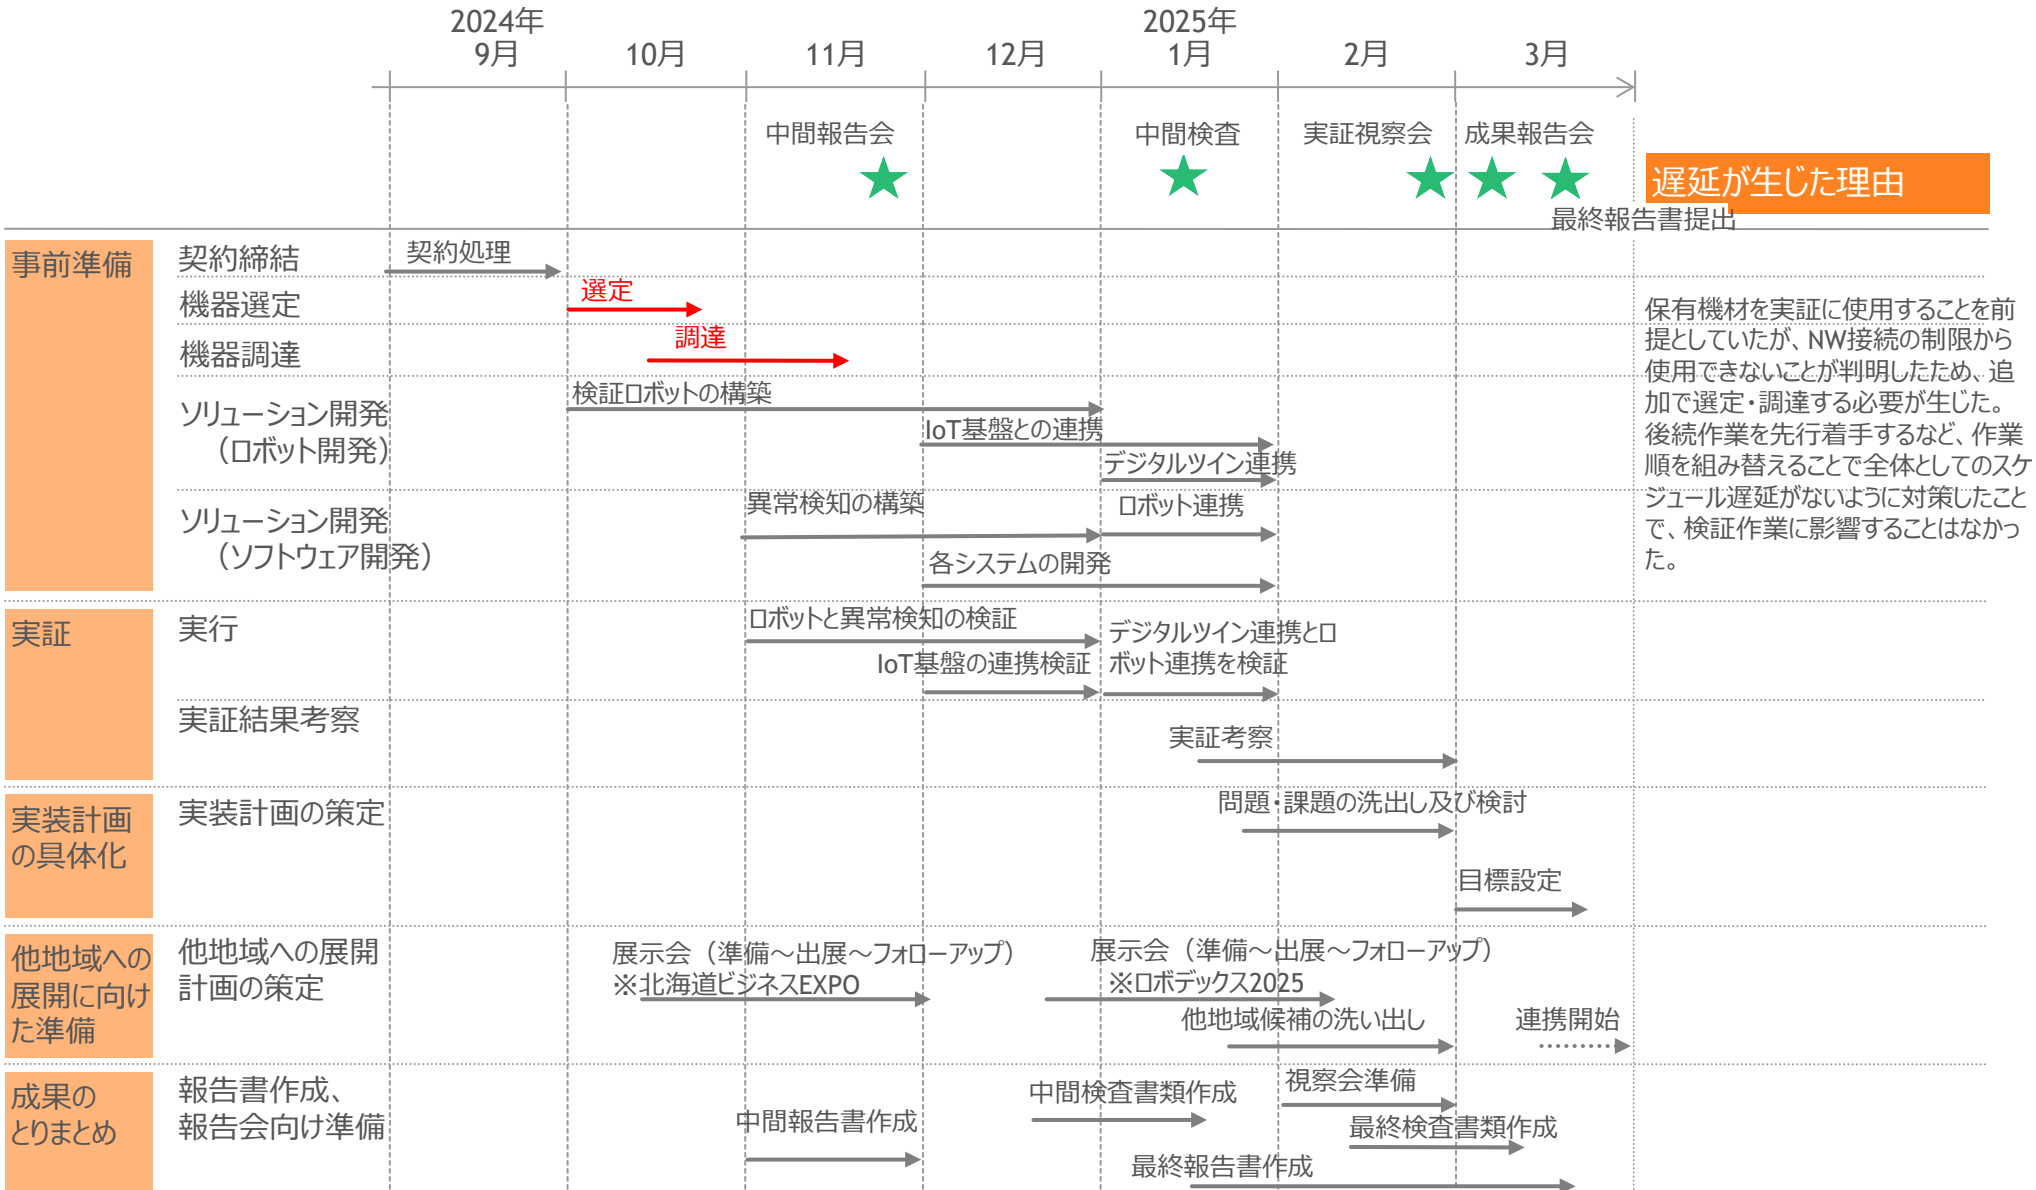 2024年
9月
10月
11月
12月
2025年
1月
2月
3月
中間報告会
中間検査
実証視察会
成果報告会
遅延が生じた理由
最終報告書提出
事前準備
契約締結
契約処理
機器選定
選定
機器調達
調達
ソリューション開発
（ロボット開発）
検証ロボットの構築
IoT基盤との連携
デジタルツイン連携
ソリューション開発
（ソフトウェア開発）
異常検知の構築
ロボット連携
各システムの開発
保有機材を実証に使用することを前
提としていたが、NW接続の制限から
使用できないことが判明したため、追
加で選定・調達する必要が生じた。
後続作業を先行着手するなど、作業
順を組み替えることで全体としてのスケ
ジュール遅延がないように対策したこと
で、検証作業に影響することはなかっ
た。
実証
実行
ロボットと異常検知の検証
IoT基盤の連携検証
デジタルツイン連携とロ
ボット連携を検証
実証結果考察
実証考察
実装計画
の具体化
実装計画の策定
問題・課題の洗出し及び検討
目標設定
他地域への
展開に向け
た準備
他地域への展開
計画の策定
展示会（準備～出展～フォローアップ）
※北海道ビジネスEXPO
展示会（準備～出展～フォローアップ）
※ロボデックス2025
他地域候補の洗い出し
連携開始
成果の
とりまとめ
報告書作成、
報告会向け準備
中間報告書作成
中間検査書類作成
視察会準備
最終検査書類作成
最終報告書作成